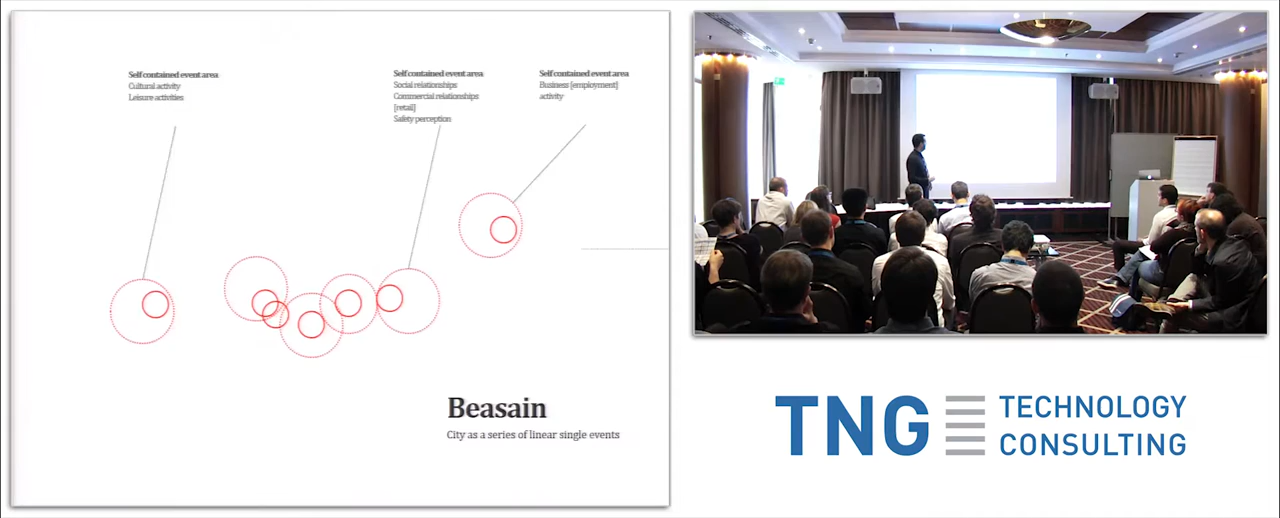 Self contained event area
Cultural activity
Leisure activities
Self contained event area
Social relationships
Commercial relationships
[retail]
Safety perception
Self contained event area
Business [employment]
activity
Beasain
City as a series of linear single events
TNG TECHNOLOGY
CONSULTING